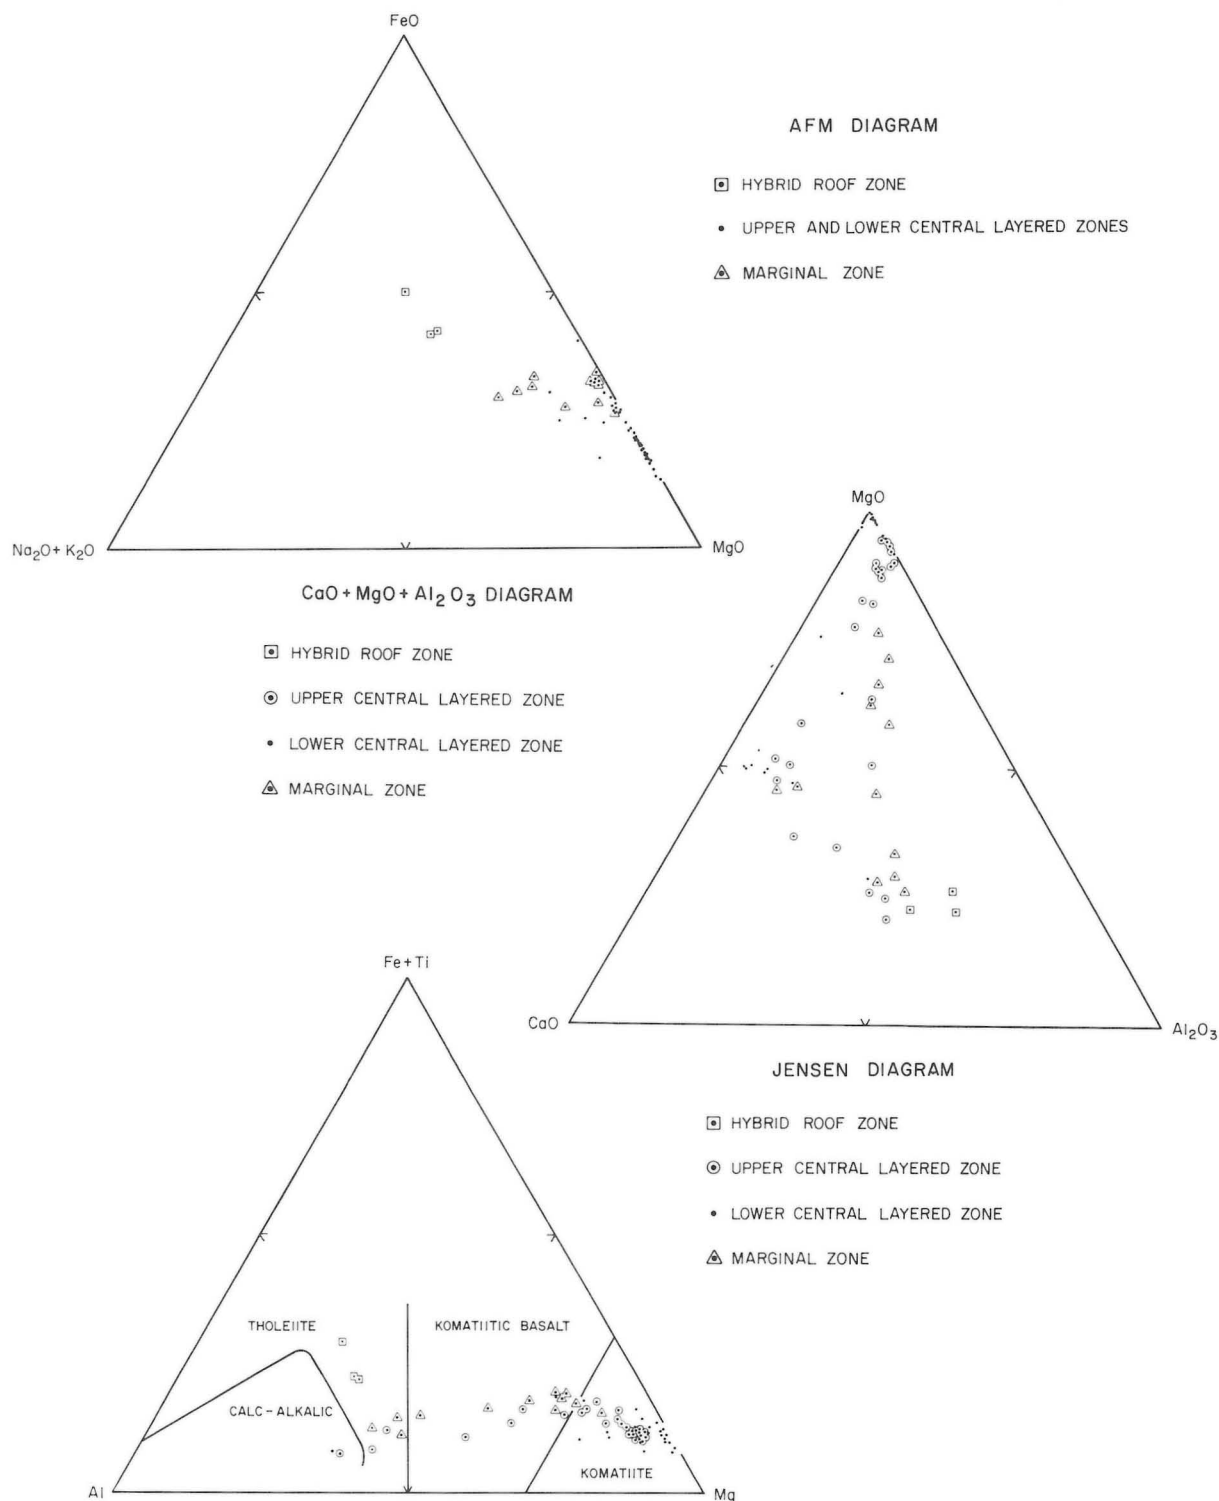 FeO
AFM DIAGRAM
HYBRID ROOF ZONE
UPPER AND LOWER CENTRAL LAYERED ZONES
MARGINAL ZONE
Na₂O + K₂O
MgO
CaO + MgO + Al₂O₃ DIAGRAM
HYBRID ROOF ZONE
UPPER CENTRAL LAYERED ZONE
LOWER CENTRAL LAYERED ZONE
MARGINAL ZONE
MgO
CaO
Al₂O₃
JENSEN DIAGRAM
HYBRID ROOF ZONE
UPPER CENTRAL LAYERED ZONE
LOWER CENTRAL LAYERED ZONE
MARGINAL ZONE
Fe+Ti
THOLEIITE
KOMATIITIC BASALT
CALC-ALKALIC
KOMATIITE
Al
Mg